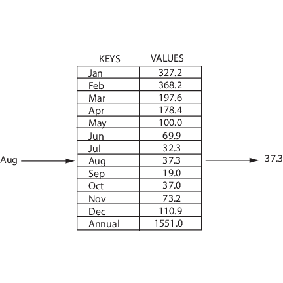 KEYS VALUES
Jan 327.2
Feb 368.2
Mar 197.6
Apr 178.4
May 100.0
Jun 69.9
Jul 32.3
Aug Aug 37.3 37.3
Sep 19.0
Oct 37.0
Nov 73.2
Dec 110.9
Annual 1551.0